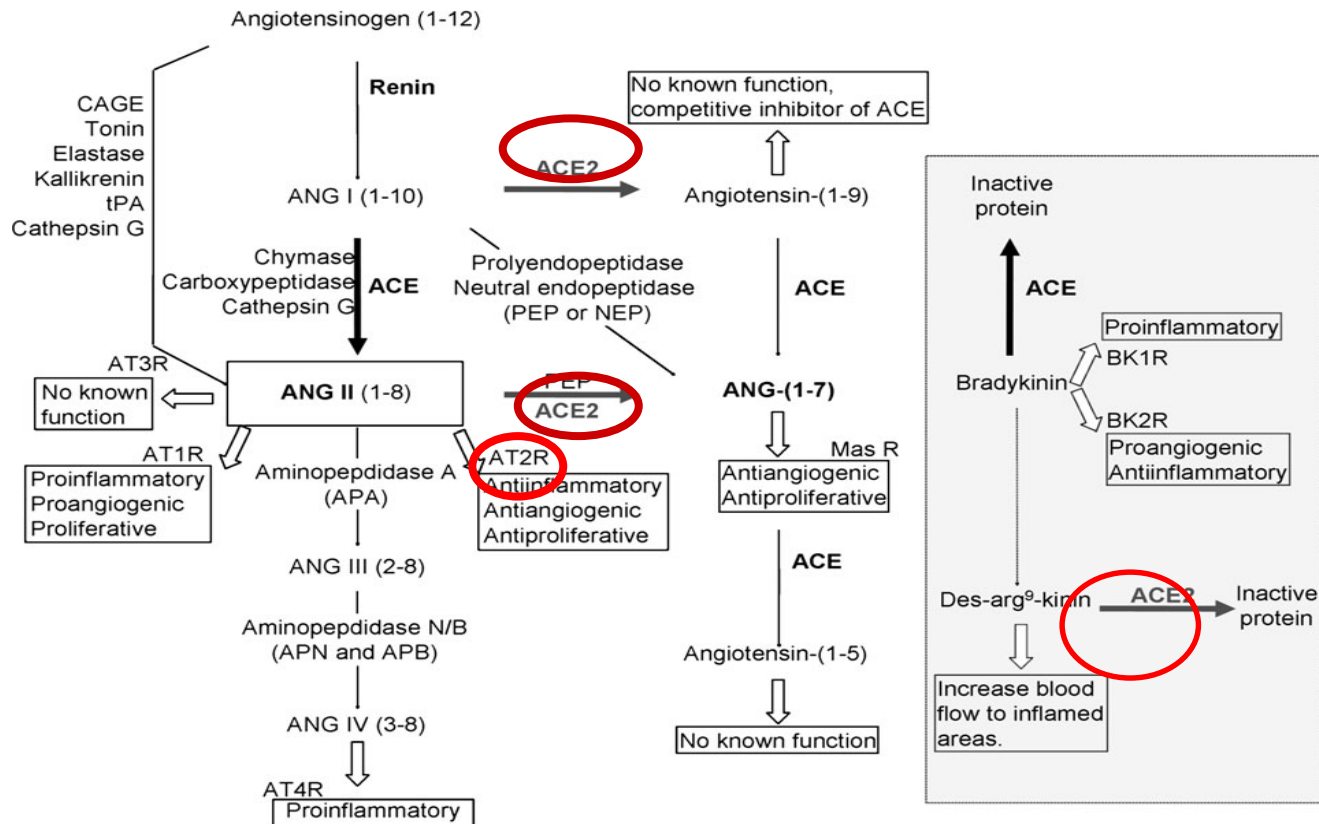 Angiotensinogen (1-12)
Renin
CAGE
Tonin
Elastase
Kallikrenin
tPA
Cathepsin G
No known function,
competitive inhibitor of ACE
ACE2
ANG I (1-10)
Angiotensin-(1-9)
Chymase
Carboxypeptidase
Cathepsin G
ACE
Prolyendopeptidase
Neutral endopeptidase
(PEP or NEP)
ACE
AT3R
No known
function
ANG II (1-8)
PEP
ACE2
ANG-(1-7)
AT1R
Proinflammatory
Proangiogenic
Proliferative
Aminopepdidase A
(APA)
AT2R
Antiinflammatory
Antiangiogenic
Antiproliferative
Mas R
Antiangiogenic
Antiproliferative
ANG III (2-8)
ACE
Aminopepdidase N/B
(APN and APB)
Angiotensin-(1-5)
ANG IV (3-8)
No known function
AT4R
Proinflammatory
Inactive
protein
ACE
Proinflammatory
BK1R
Bradykinin
BK2R
Proangiogenic
Antiinflammatory
Des-arg⁹-kinin
ACE2
Inactive
protein
Increase blood
flow to inflamed
areas.